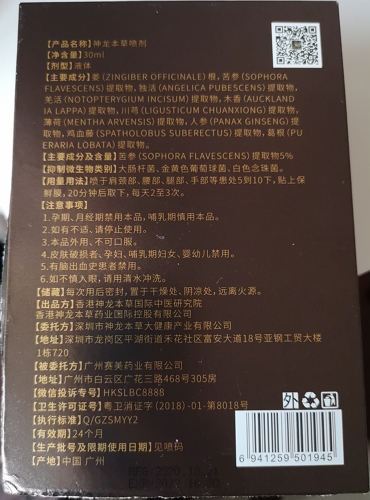 【产品名称】神龙本草喷剂
【净含量】30ml
【剂型】液体
【主要成分】姜(ZINGIBER OFFICINALE)根,苦参(SOPHORA
FLAVESCENS)提取物,独活(ANGELICA PUBESCENS)提取物,
羌活(NOTOPTERYGIUM INCISUM)提取物,木香(AUCKLAND
IA LAPPA)提取物,川芎(LIGUSTICUM CHUANXIONG)提取物,
薄荷(MENTHA ARVENSIS)提取物,人参(PANAX GINSENG)提
取物,鸡血藤(SPATHOLOBUS SUBERECTUS)提取物,葛根(PU
ERARIA LOBATA)提取物。
【主要成分及含量】苦参(SOPHORA FLAVESCENS)提取物5%
【抑制微生物类别】大肠杆菌、金黄色葡萄球菌、白色念珠菌。
【用量用法】喷于肩颈部、腰部、腿部、手部等患处5到10下,贴上保
鲜膜,20分钟后取下,每天2至3次。
【注意事项】
1.孕期、月经期禁用本品,哺乳期慎用本品。
2.如有不适,请停止使用。
3.本品外用、不可口服。
4.皮肤破损者、孕妇、哺乳期妇女、婴幼儿禁用。
5.有脑出血史患者禁用。
6.如不慎入眼,请用清水冲洗。
【储藏】每次用后密封,置于干燥处、阴凉处,远离火源。
【出品方】香港神龙本草国际中医研究院
香港神龙本草药业国际控股有限公司
【委托方】深圳市神龙本草大健康产业有限公司
【地址】深圳市龙岗区平湖街道禾花社区富安大道18号亚钢工贸大楼
1栋720
【被委托方】广州赛美药业有限公司
【地址】广州市白云区广花三路468号305房
【微信投诉号】HKSLBC8888
【卫生许可证号】粤卫消证字(2018)-01-第8018号
【执行标准】Q/GZSMYY2
【有效期】24个月
【生产批号及限期使用日期】见喷码
【产地】中国 广州
外
6 941259 501945